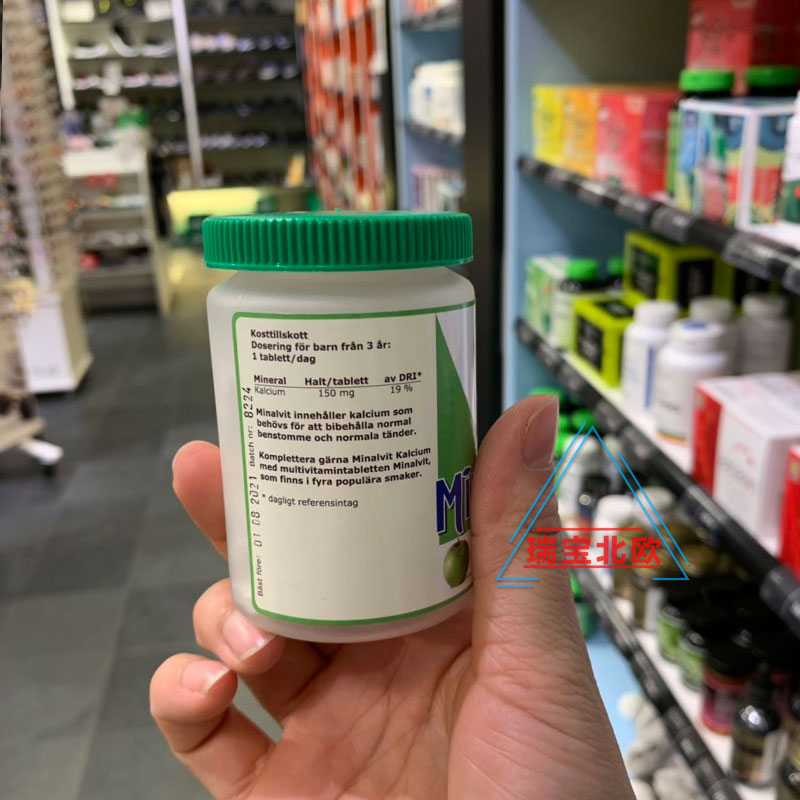 Kosttillskott
Dosering för barn från 3 år:
1 tablett/dag
Mineral Halt/tablett av DRI*
Kalcium 150 mg 19 %
Minalvit innehåller kalcium som
behövs för att bibehålla normal
benstomme och normala tänder.
Komplettera gärna Minalvit Kalcium
med multivitamintabletten Minalvit,
som finns i fyra populära smaker.
* dagligt referensintag
Bäst före: 01 08 2021 Batch nr: 8224
瑞宝北欧